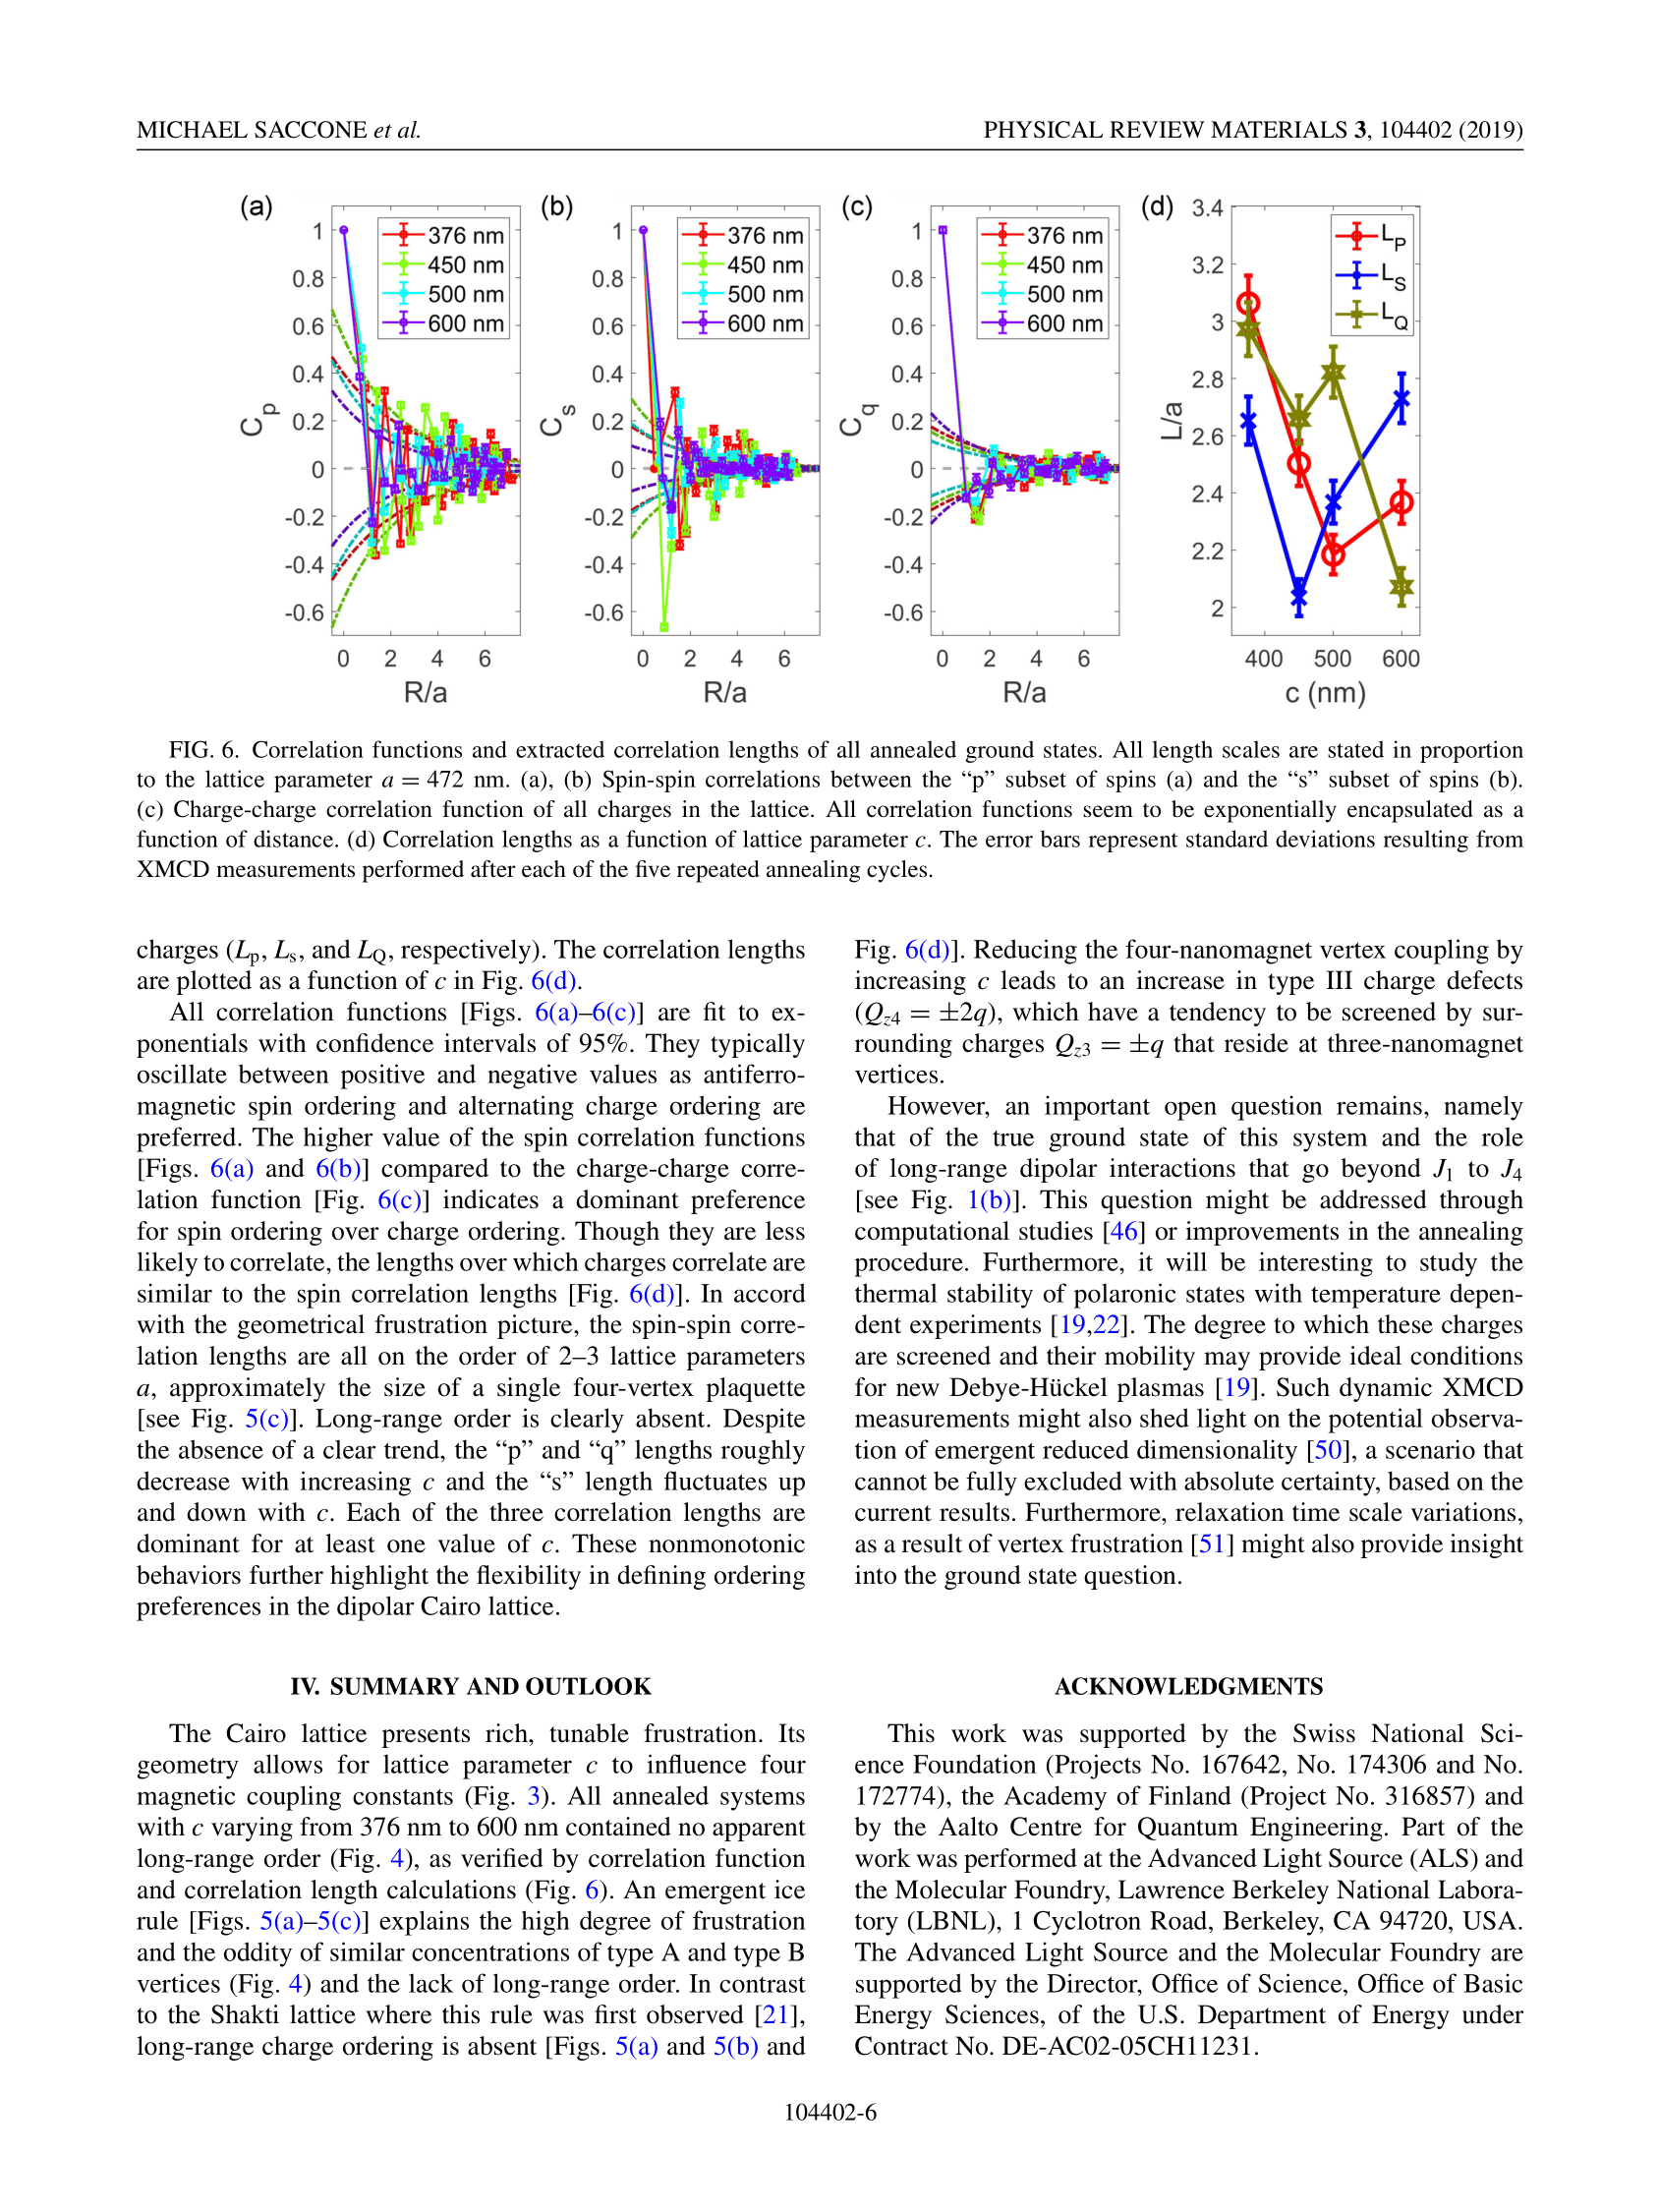 MICHAEL SACCONE et al.
PHYSICAL REVIEW MATERIALS 3, 104402 (2019)
(a)
1
0.8
0.6
0.4
0.2
0
-0.2
-0.4
-0.6
Cp
0 2 4 6
R/a
376 nm
450 nm
500 nm
600 nm
(b)
1
0.8
0.6
0.4
0.2
0
-0.2
-0.4
-0.6
Cs
0 2 4 6
R/a
376 nm
450 nm
500 nm
600 nm
(c)
1
0.8
0.6
0.4
0.2
0
-0.2
-0.4
-0.6
Cq
0 2 4 6
R/a
376 nm
450 nm
500 nm
600 nm
(d)
3.4
3.2
3
2.8
2.6
2.4
2.2
2
L/a
400 500 600
c (nm)
LP
LS
LQ
FIG. 6. Correlation functions and extracted correlation lengths of all annealed ground states. All length scales are stated in proportion
to the lattice parameter a = 472 nm. (a), (b) Spin-spin correlations between the “p” subset of spins (a) and the “s” subset of spins (b).
(c) Charge-charge correlation function of all charges in the lattice. All correlation functions seem to be exponentially encapsulated as a
function of distance. (d) Correlation lengths as a function of lattice parameter c. The error bars represent standard deviations resulting from
XMCD measurements performed after each of the five repeated annealing cycles.
charges (Lp, Ls, and LQ, respectively). The correlation lengths
are plotted as a function of c in Fig. 6(d).
All correlation functions [Figs. 6(a)–6(c)] are fit to ex-
ponentials with confidence intervals of 95%. They typically
oscillate between positive and negative values as antiferro-
magnetic spin ordering and alternating charge ordering are
preferred. The higher value of the spin correlation functions
[Figs. 6(a) and 6(b)] compared to the charge-charge corre-
lation function [Fig. 6(c)] indicates a dominant preference
for spin ordering over charge ordering. Though they are less
likely to correlate, the lengths over which charges correlate are
similar to the spin correlation lengths [Fig. 6(d)]. In accord
with the geometrical frustration picture, the spin-spin corre-
lation lengths are all on the order of 2–3 lattice parameters
a, approximately the size of a single four-vertex plaquette
[see Fig. 5(c)]. Long-range order is clearly absent. Despite
the absence of a clear trend, the “p” and “q” lengths roughly
decrease with increasing c and the “s” length fluctuates up
and down with c. Each of the three correlation lengths are
dominant for at least one value of c. These nonmonotonic
behaviors further highlight the flexibility in defining ordering
preferences in the dipolar Cairo lattice.
IV. SUMMARY AND OUTLOOK
The Cairo lattice presents rich, tunable frustration. Its
geometry allows for lattice parameter c to influence four
magnetic coupling constants (Fig. 3). All annealed systems
with c varying from 376 nm to 600 nm contained no apparent
long-range order (Fig. 4), as verified by correlation function
and correlation length calculations (Fig. 6). An emergent ice
rule [Figs. 5(a)–5(c)] explains the high degree of frustration
and the oddity of similar concentrations of type A and type B
vertices (Fig. 4) and the lack of long-range order. In contrast
to the Shakti lattice where this rule was first observed [21],
long-range charge ordering is absent [Figs. 5(a) and 5(b) and
Fig. 6(d)]. Reducing the four-nanomagnet vertex coupling by
increasing c leads to an increase in type III charge defects
(Qz4 = ±2q), which have a tendency to be screened by sur-
rounding charges Qz3 = ±q that reside at three-nanomagnet
vertices.
However, an important open question remains, namely
that of the true ground state of this system and the role
of long-range dipolar interactions that go beyond J1 to J4
[see Fig. 1(b)]. This question might be addressed through
computational studies [46] or improvements in the annealing
procedure. Furthermore, it will be interesting to study the
thermal stability of polaronic states with temperature depen-
dent experiments [19,22]. The degree to which these charges
are screened and their mobility may provide ideal conditions
for new Debye-Hückel plasmas [19]. Such dynamic XMCD
measurements might also shed light on the potential observa-
tion of emergent reduced dimensionality [50], a scenario that
cannot be fully excluded with absolute certainty, based on the
current results. Furthermore, relaxation time scale variations,
as a result of vertex frustration [51] might also provide insight
into the ground state question.
ACKNOWLEDGMENTS
This work was supported by the Swiss National Sci-
ence Foundation (Projects No. 167642, No. 174306 and No.
172774), the Academy of Finland (Project No. 316857) and
by the Aalto Centre for Quantum Engineering. Part of the
work was performed at the Advanced Light Source (ALS) and
the Molecular Foundry, Lawrence Berkeley National Labora-
tory (LBNL), 1 Cyclotron Road, Berkeley, CA 94720, USA.
The Advanced Light Source and the Molecular Foundry are
supported by the Director, Office of Science, Office of Basic
Energy Sciences, of the U.S. Department of Energy under
Contract No. DE-AC02-05CH11231.
104402-6